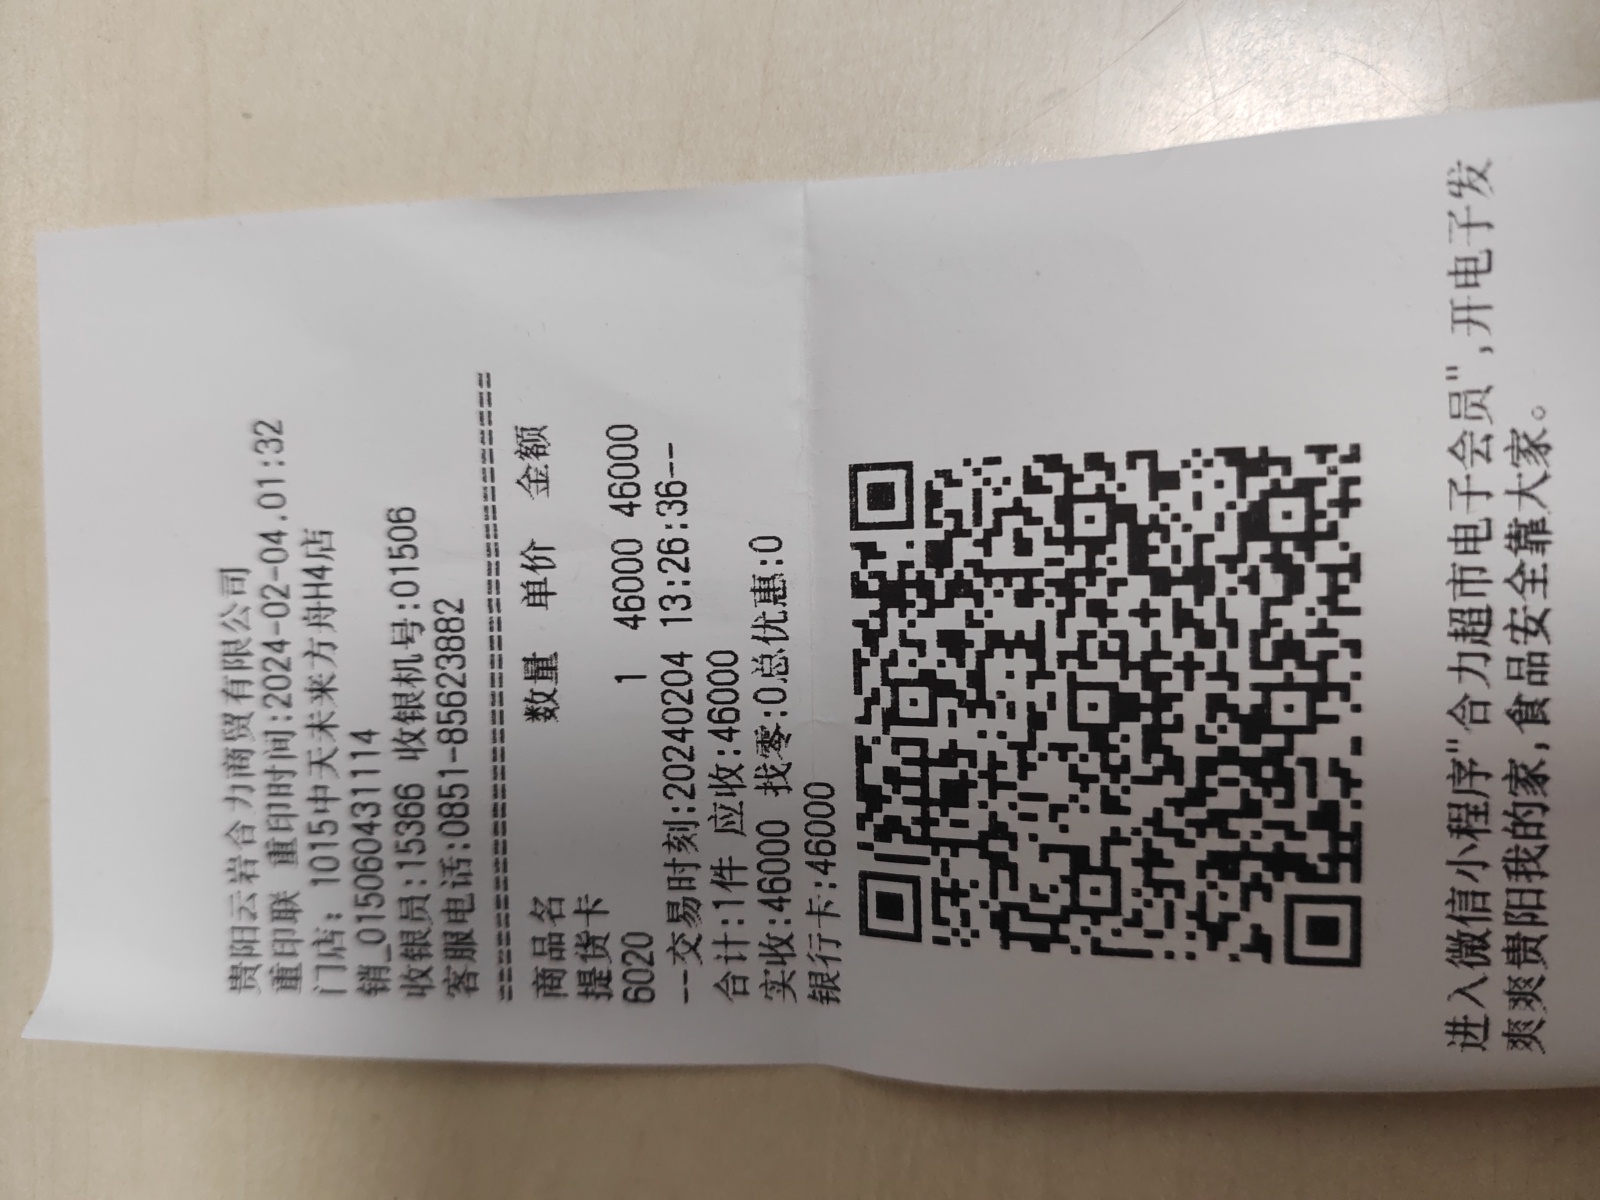 贵阳云岩合力商贸有限公司
重印联 重印时间:2024-02-04.01:32
门店: 1015中天未来方舟H4店
销_015060431114
收银员:15366 收银机号:01506
客服电话:0851-85623882
================================
商品名 数量 单价 金额
提货卡
6020 1 46000 46000
--交易时刻:20240204 13:26:36--
合计:1件 应收:46000
实收:46000 找零:0总优惠:0
银行卡:46000
进入微信小程序"合力超市电子会员",开电子发
爽爽贵阳我的家,食品安全靠大家。